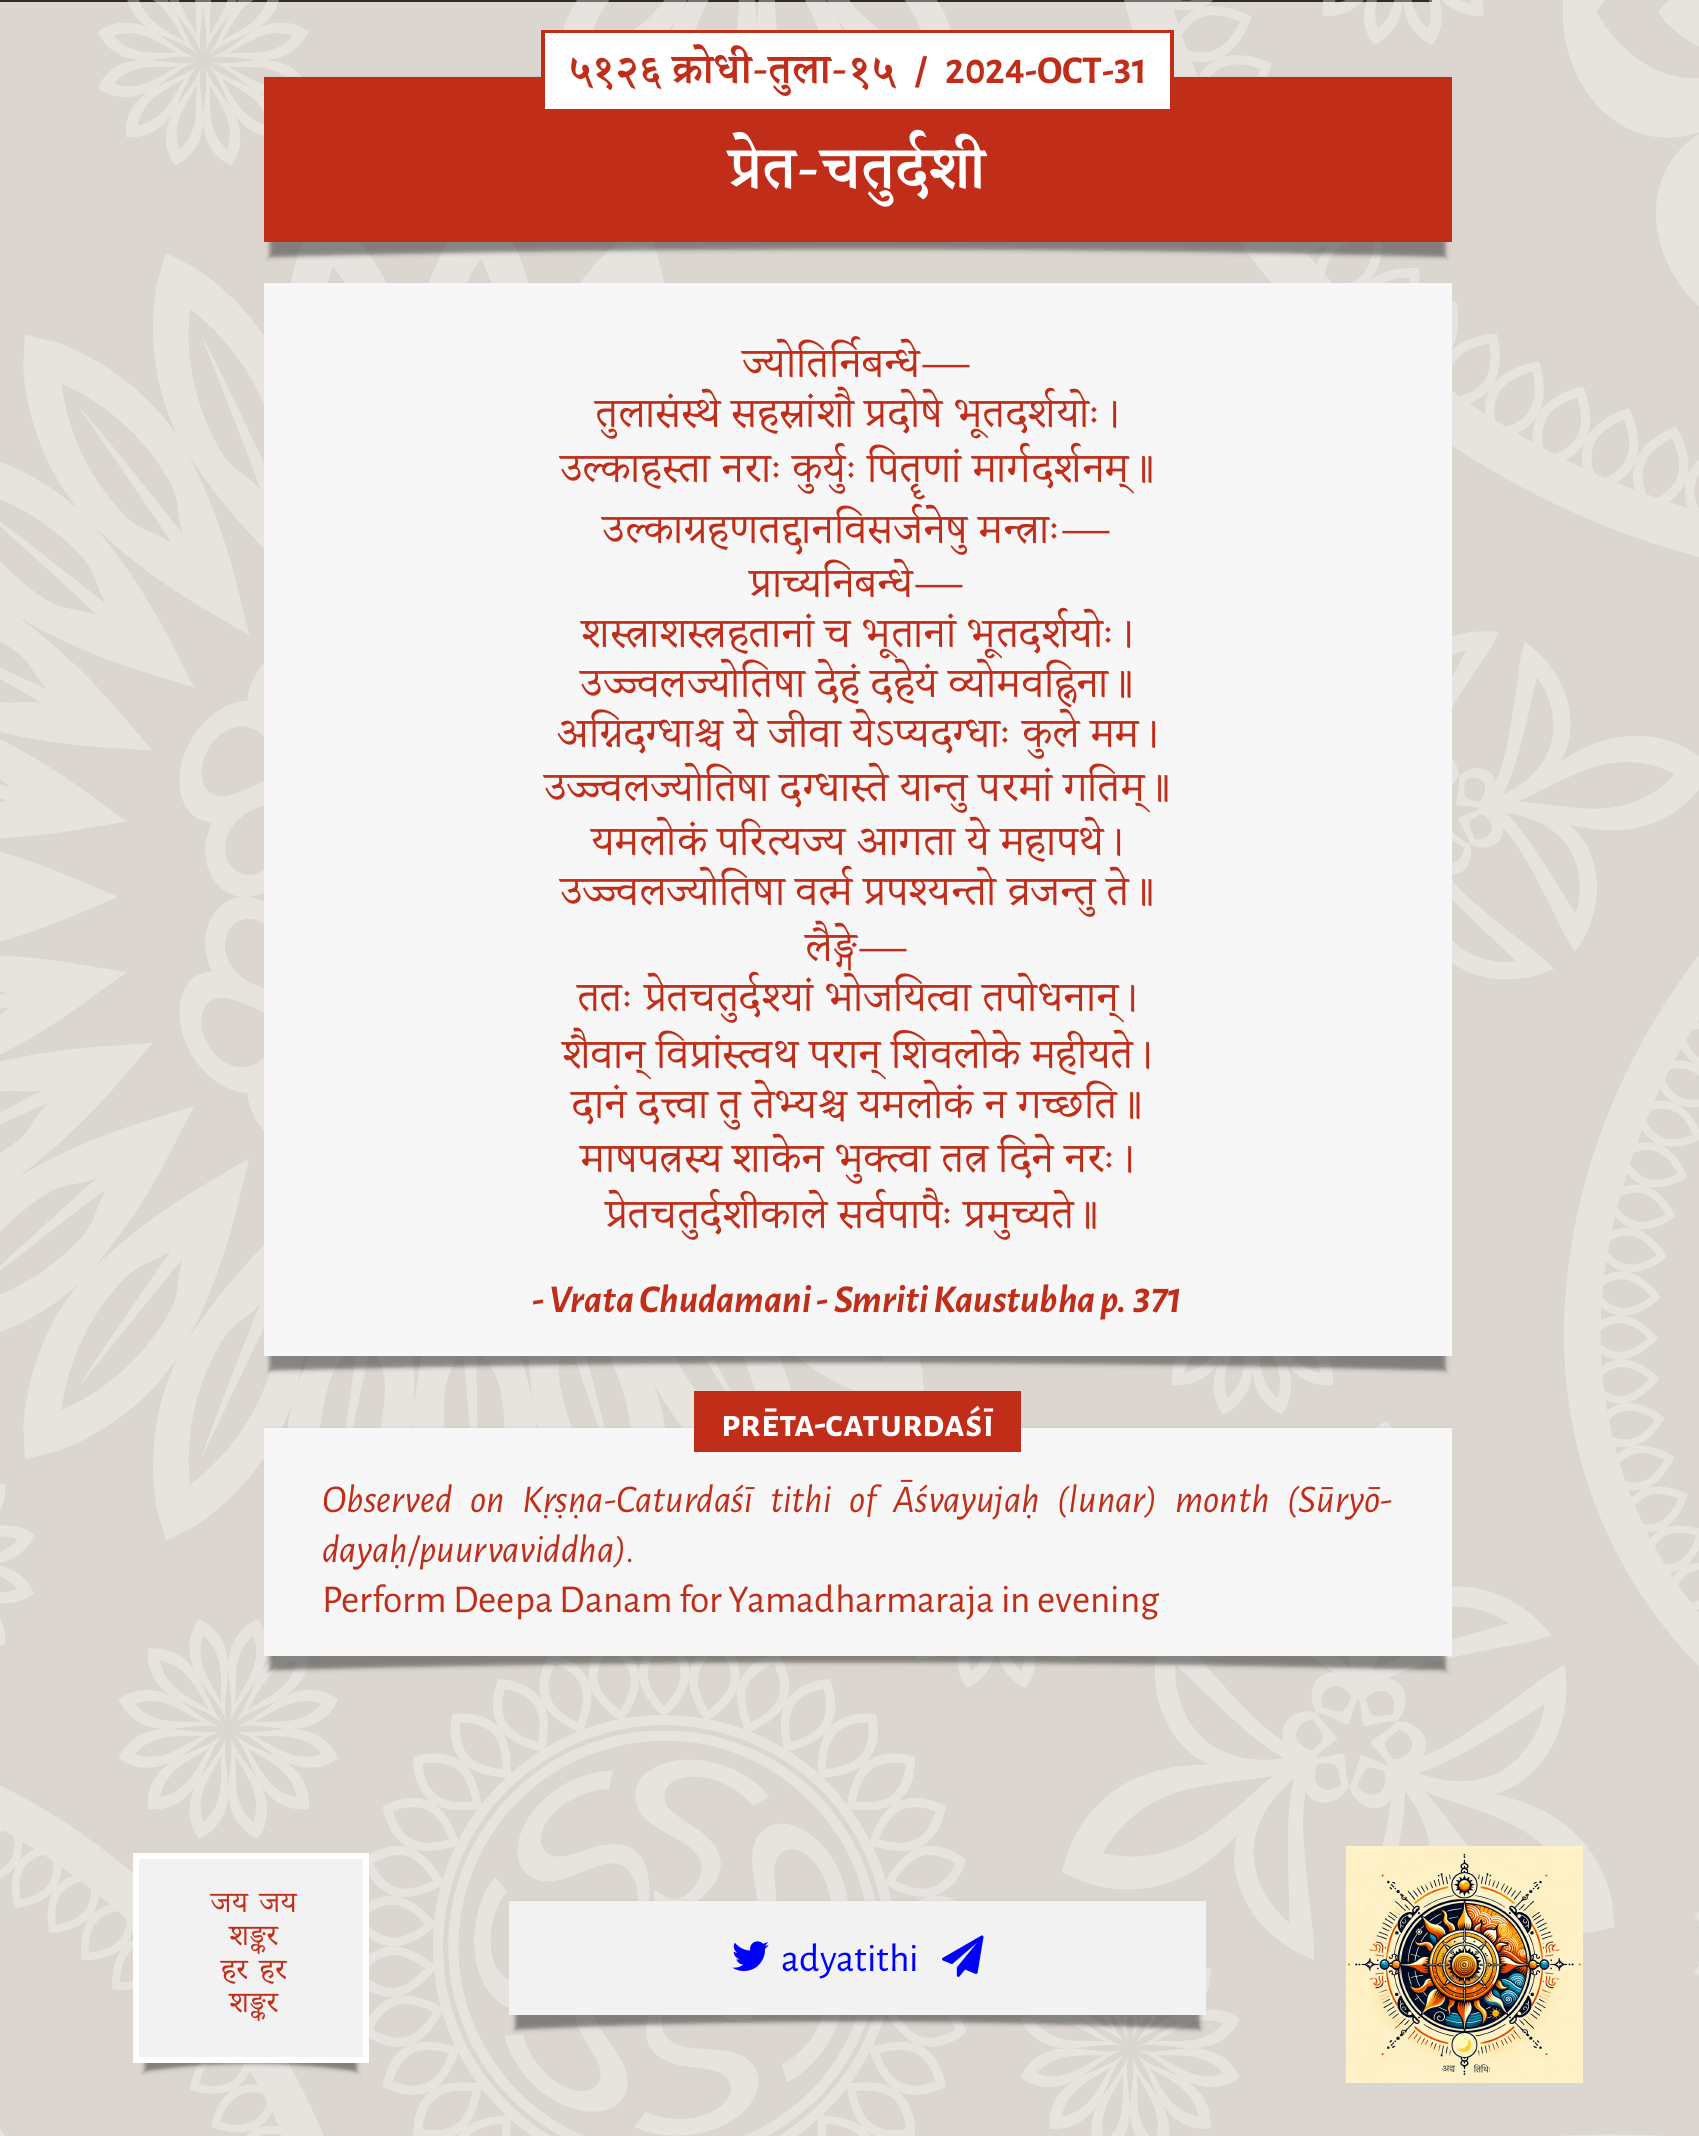 ५१२६ क्रोधी-तुला-१५ / 2024-OCT-31
प्रेत-चतुर्दशी
ज्योतिर्निबन्धे—
तुलासंस्थे सहस्रांशौ प्रदोषे भूतदर्शयोः।
उल्काहस्ता नराः कुर्युः पितॄणां मार्गदर्शनम्॥
उल्काग्रहणतद्दानविसर्जनेषु मन्त्राः—
प्राच्यनिबन्धे—
शस्त्राशस्त्रहतानां च भूतानां भूतदर्शयोः।
उज्ज्वलज्योतिषा देहं दहेयं व्योमवह्निना॥
अग्निदग्धाश्च ये जीवा येऽप्यदग्धाः कुले मम।
उज्ज्वलज्योतिषा दग्धास्ते यान्तु परमां गतिम्॥
यमलोकं परित्यज्य आगता ये महापथे।
उज्ज्वलज्योतिषा वर्त्म प्रपश्यन्तो व्रजन्तु ते॥
लैङ्गे—
ततः प्रेतचतुर्दश्यां भोजयित्वा तपोधनान्।
शैवान् विप्रांस्त्वथ परान् शिवलोके महीयते।
दानं दत्त्वा तु तेभ्यश्च यमलोकं न गच्छति॥
माषपत्रस्य शाकेन भुक्त्वा तत्र दिने नरः।
प्रेतचतुर्दशीकाले सर्वपापैः प्रमुच्यते॥
- Vrata Chudamani - Smriti Kaustubha p. 371
PRĒTA-CATURDAŚĪ
Observed on Kṛṣṇa-Caturdaśī tithi of Āśvayujaḥ (lunar) month (Sūryō-
dayaḥ/puurvaviddha).
Perform Deepa Danam for Yamadharmaraja in evening
जय जय
शङ्कर
हर हर
शङ्कर
adyatithi
अद्य तिथिः